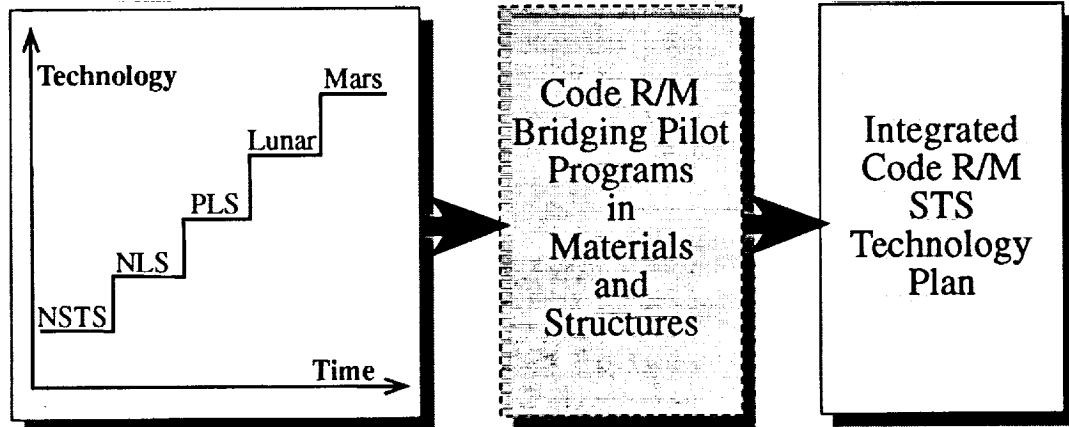 Technology
Mars
Lunar
PLS
NLS
NSTS
Time
Code R/M
Bridging Pilot
Programs
in
Materials
and
Structures
Integrated
Code R/M
STS
Technology
Plan